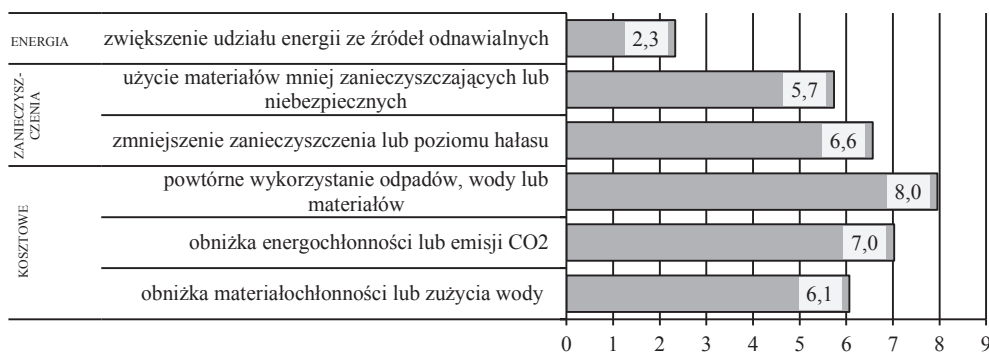 ENERGIA
zwiększenie udziału energii ze źródeł odnawialnych
2,3
ZANIECZYSZ-
CZENIA
użycie materiałów mniej zanieczyszczających lub
niebezpiecznych
5,7
zmniejszenie zanieczyszczenia lub poziomu hałasu
6,6
KOSZTOWE
powtórne wykorzystanie odpadów, wody lub
materiałów
8,0
obniżka energochłonności lub emisji CO2
7,0
obniżka materiałochłonności lub zużycia wody
6,1
0 1 2 3 4 5 6 7 8 9